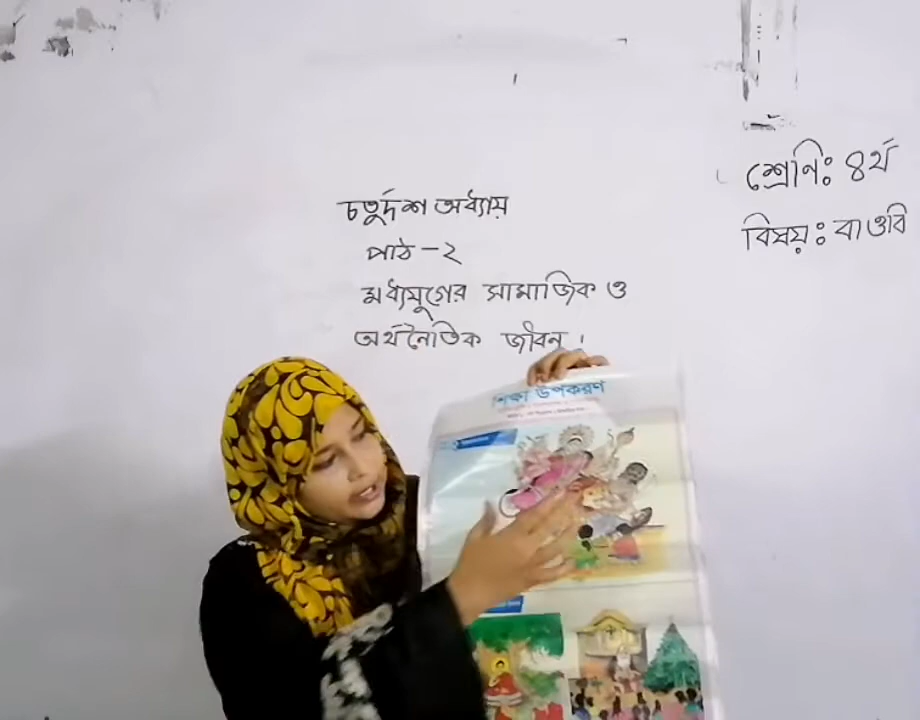 শ্রেণিঃ ৪র্থ
বিষয়ঃ বাওবি
চতুর্দশ অধ্যায়
পাঠ - ২
মধ্যযুগের সামাজিক ও
অর্থনৈতিক জীবন।
শিক্ষা উপকরণ